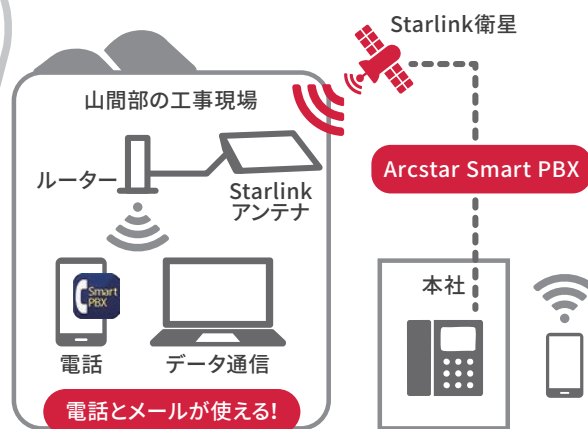 Starlink衛星
山間部の工事現場
ルーター
Starlink
アンテナ
Arcstar Smart PBX
Smart
PBX
本社
電話
データ通信
電話とメールが使える!